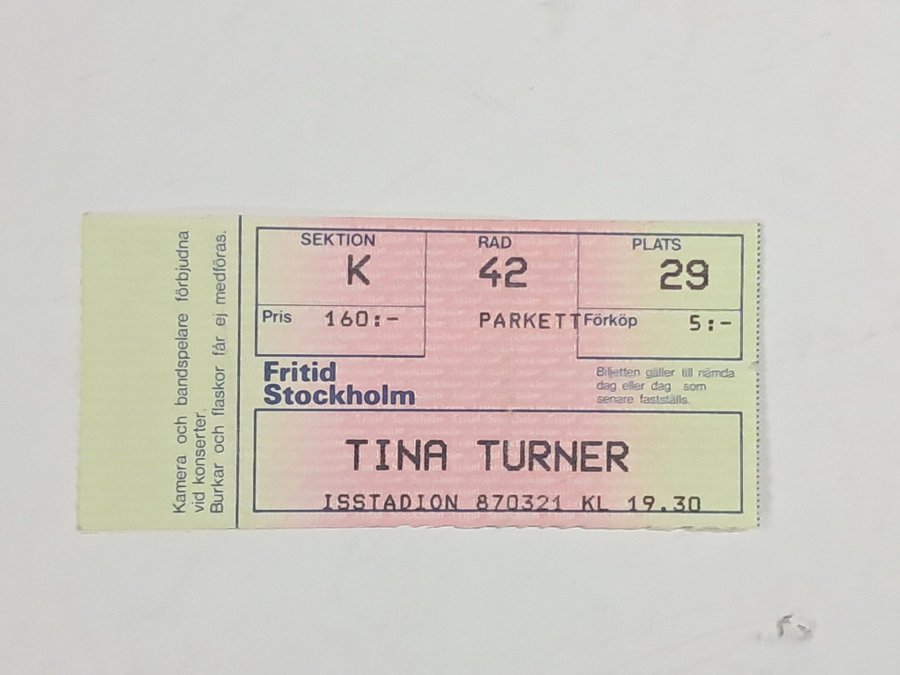 Kamera och bandspelare förbjudna
vid konserter.
Burkar och flaskor får ej medföras.
SEKTION RAD PLATS
K 42 29
Pris 160:- PARKETT Förköp 5:-
Fritid
Stockholm
Biljetten gäller till nämda
dag eller dag som
senare fastställs.
TINA TURNER
ISSTADION 870321 KL 19.30